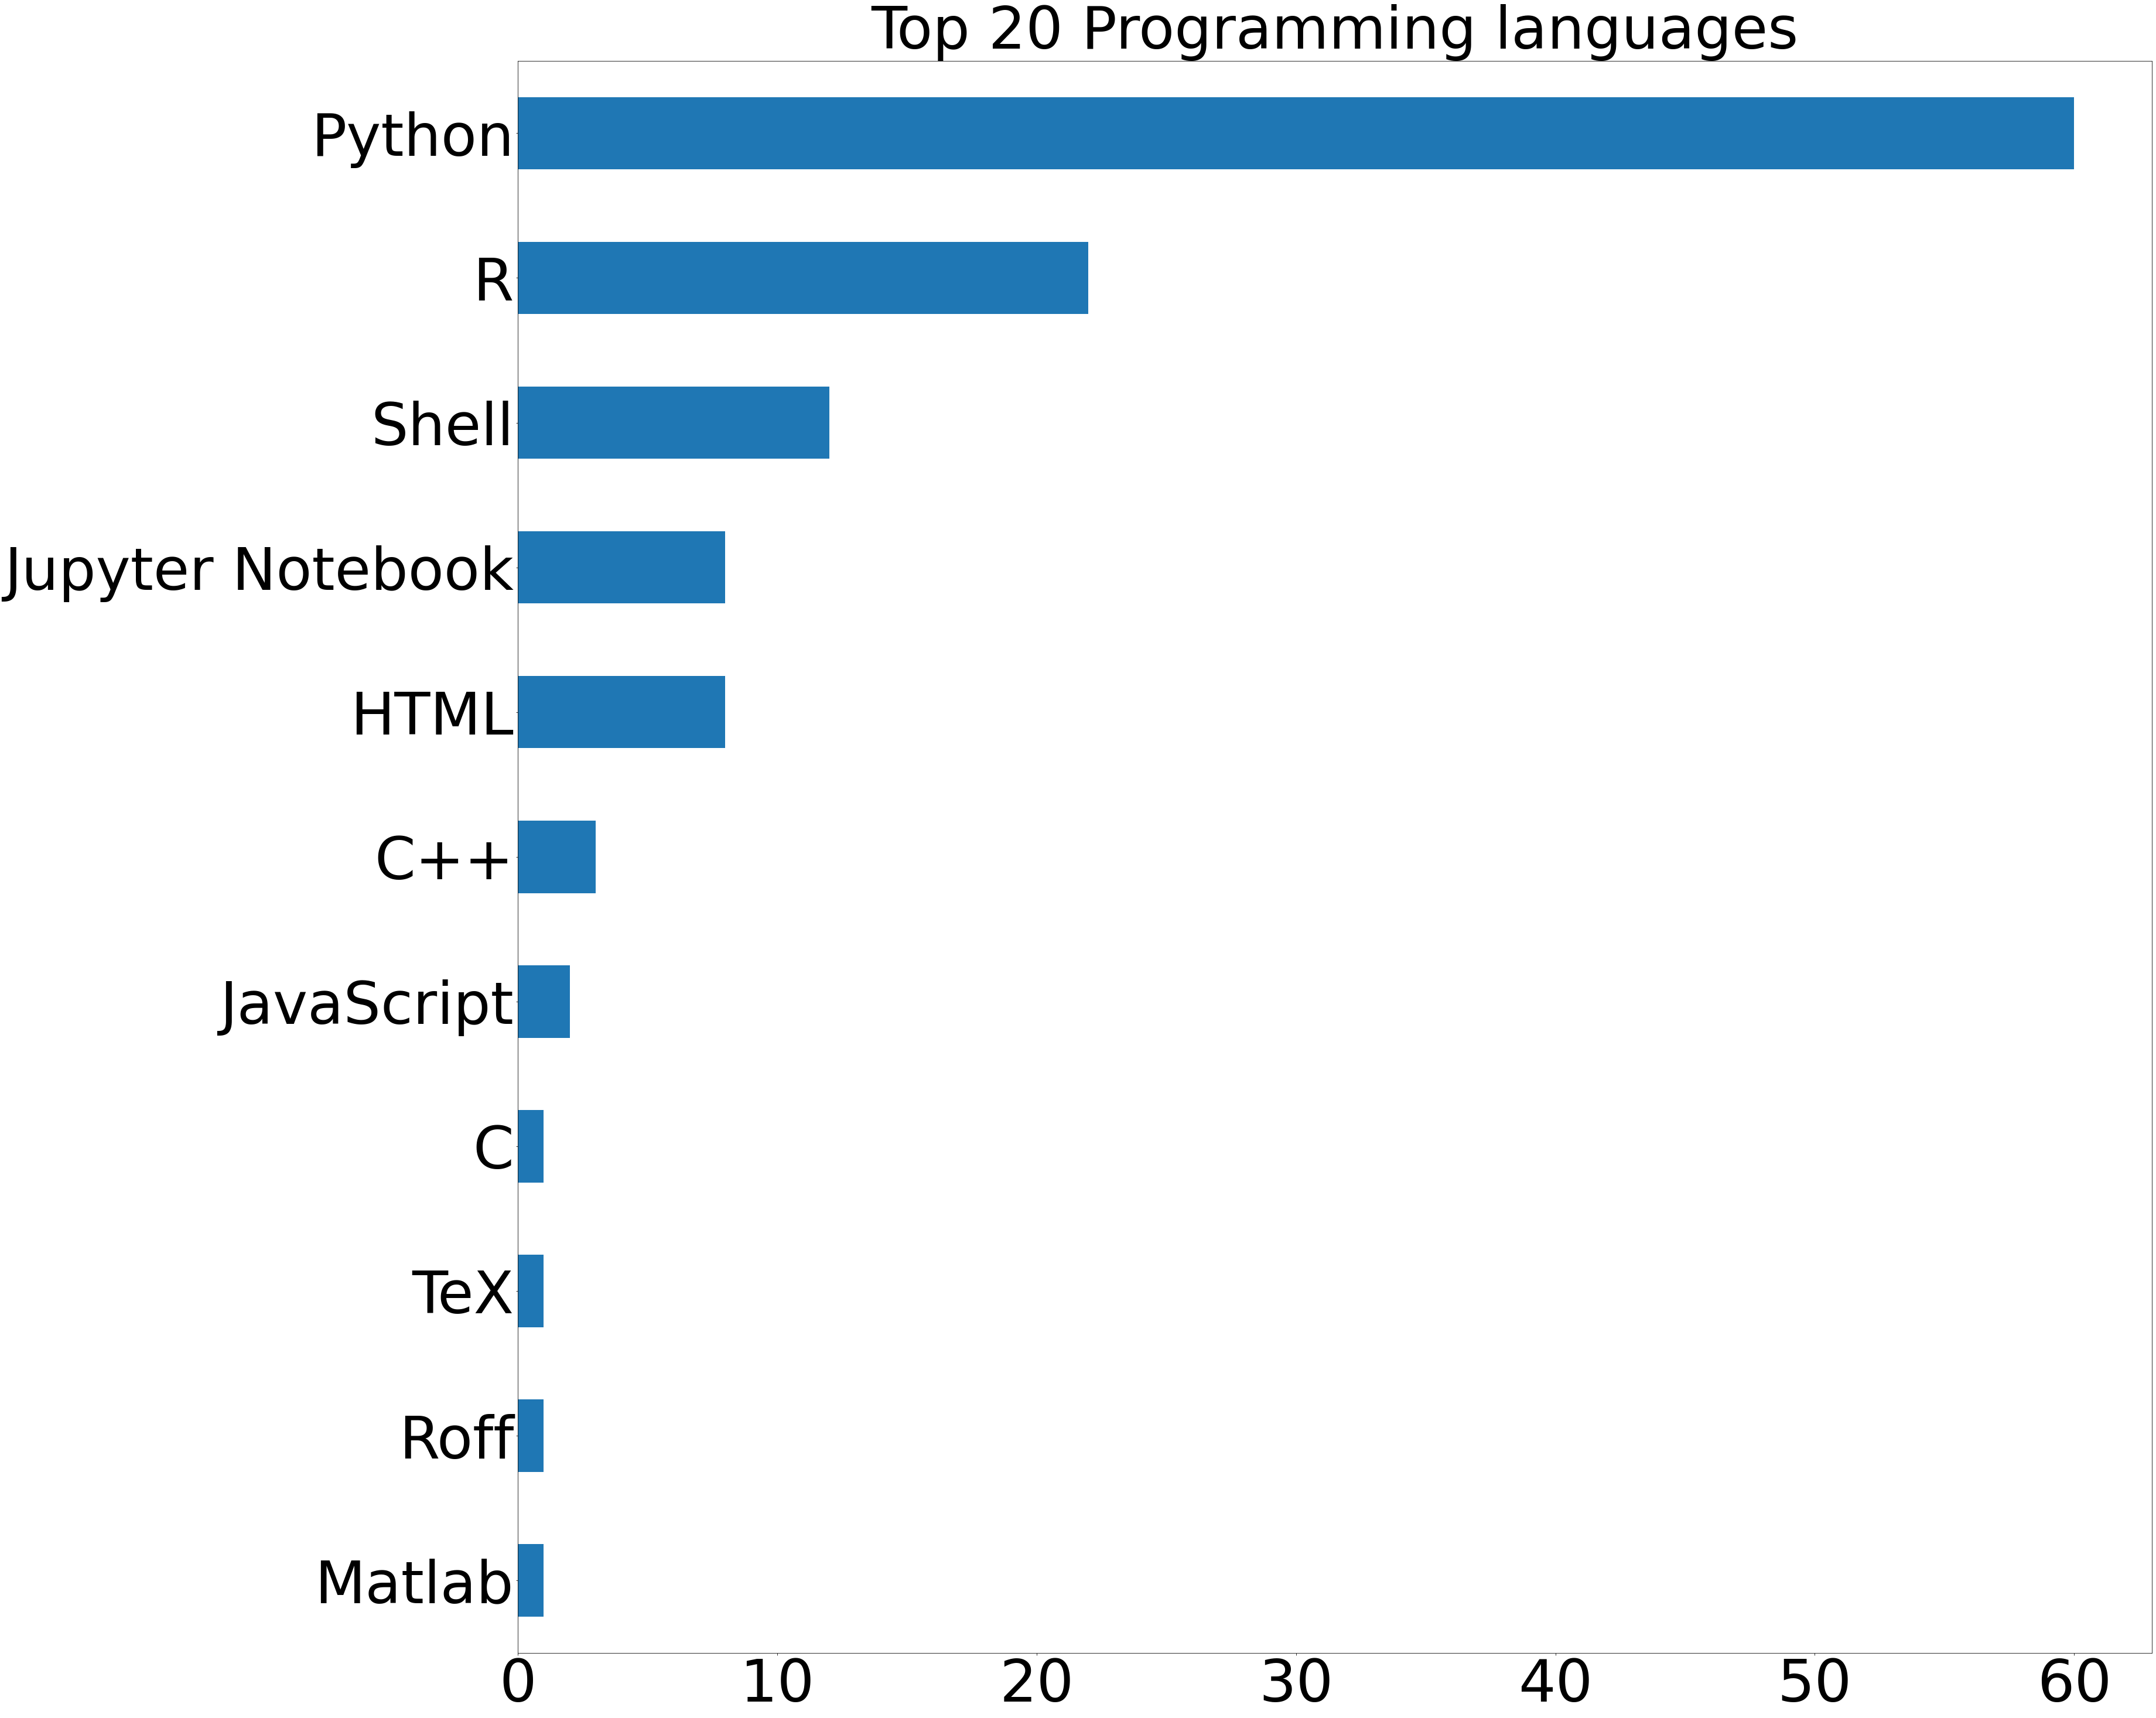 Top 20 Programming languages
Python
R
Shell
Jupyter Notebook
HTML
C++
JavaScript
C
TeX
Roff
Matlab
0 10 20 30 40 50 60